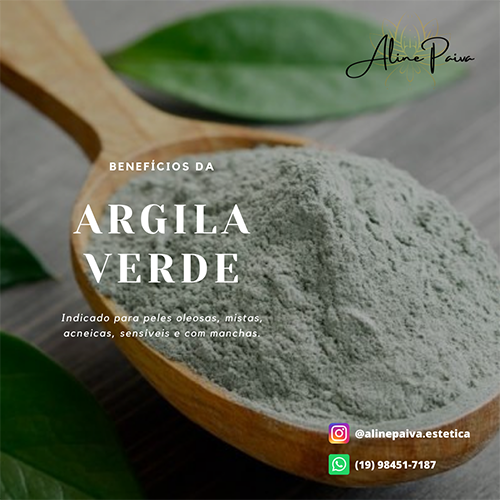 Aline Paiva
BENEFÍCIOS DA
ARGILA
VERDE
Indicado para peles oleosas, mistas,
acneicas, sensíveis e com manchas.
@alinepaiva.estetica
(19) 98451-7187